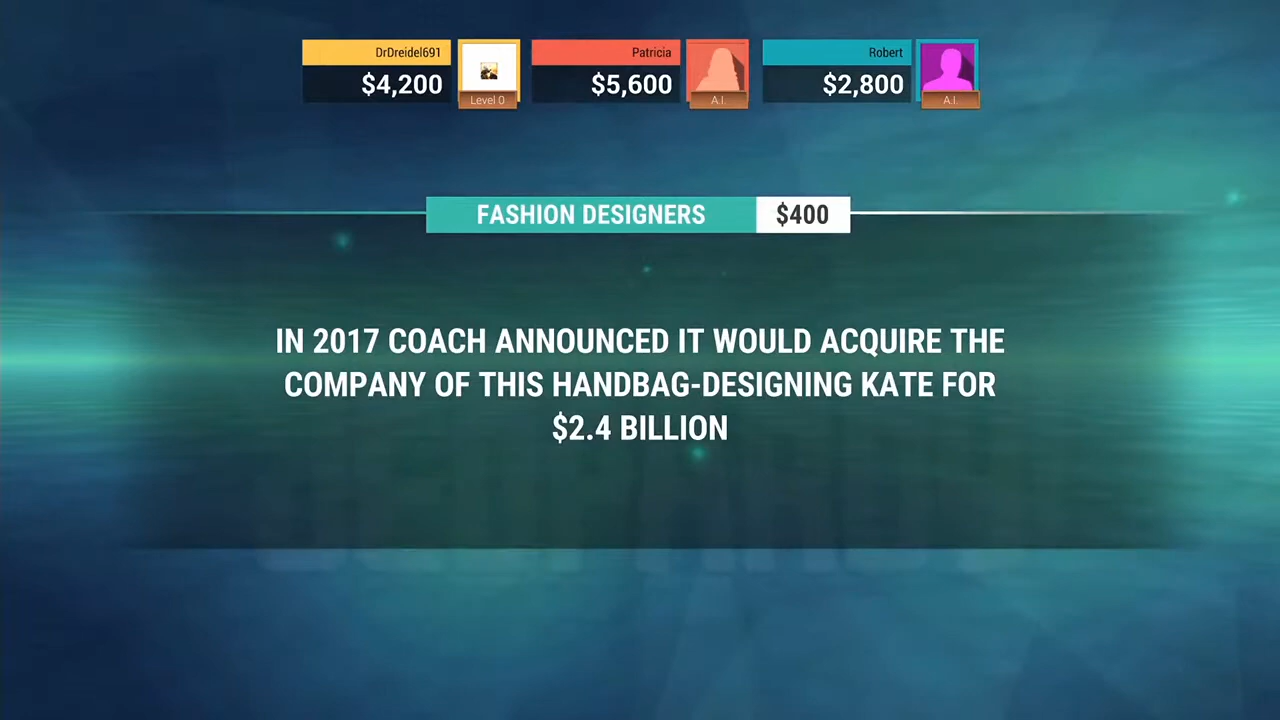 DrDreidel691
$4,200
Level 0
Patricia
$5,600
A.I.
Robert
$2,800
A.I.
FASHION DESIGNERS $400
IN 2017 COACH ANNOUNCED IT WOULD ACQUIRE THE
COMPANY OF THIS HANDBAG-DESIGNING KATE FOR
$2.4 BILLION
JEOPARDY